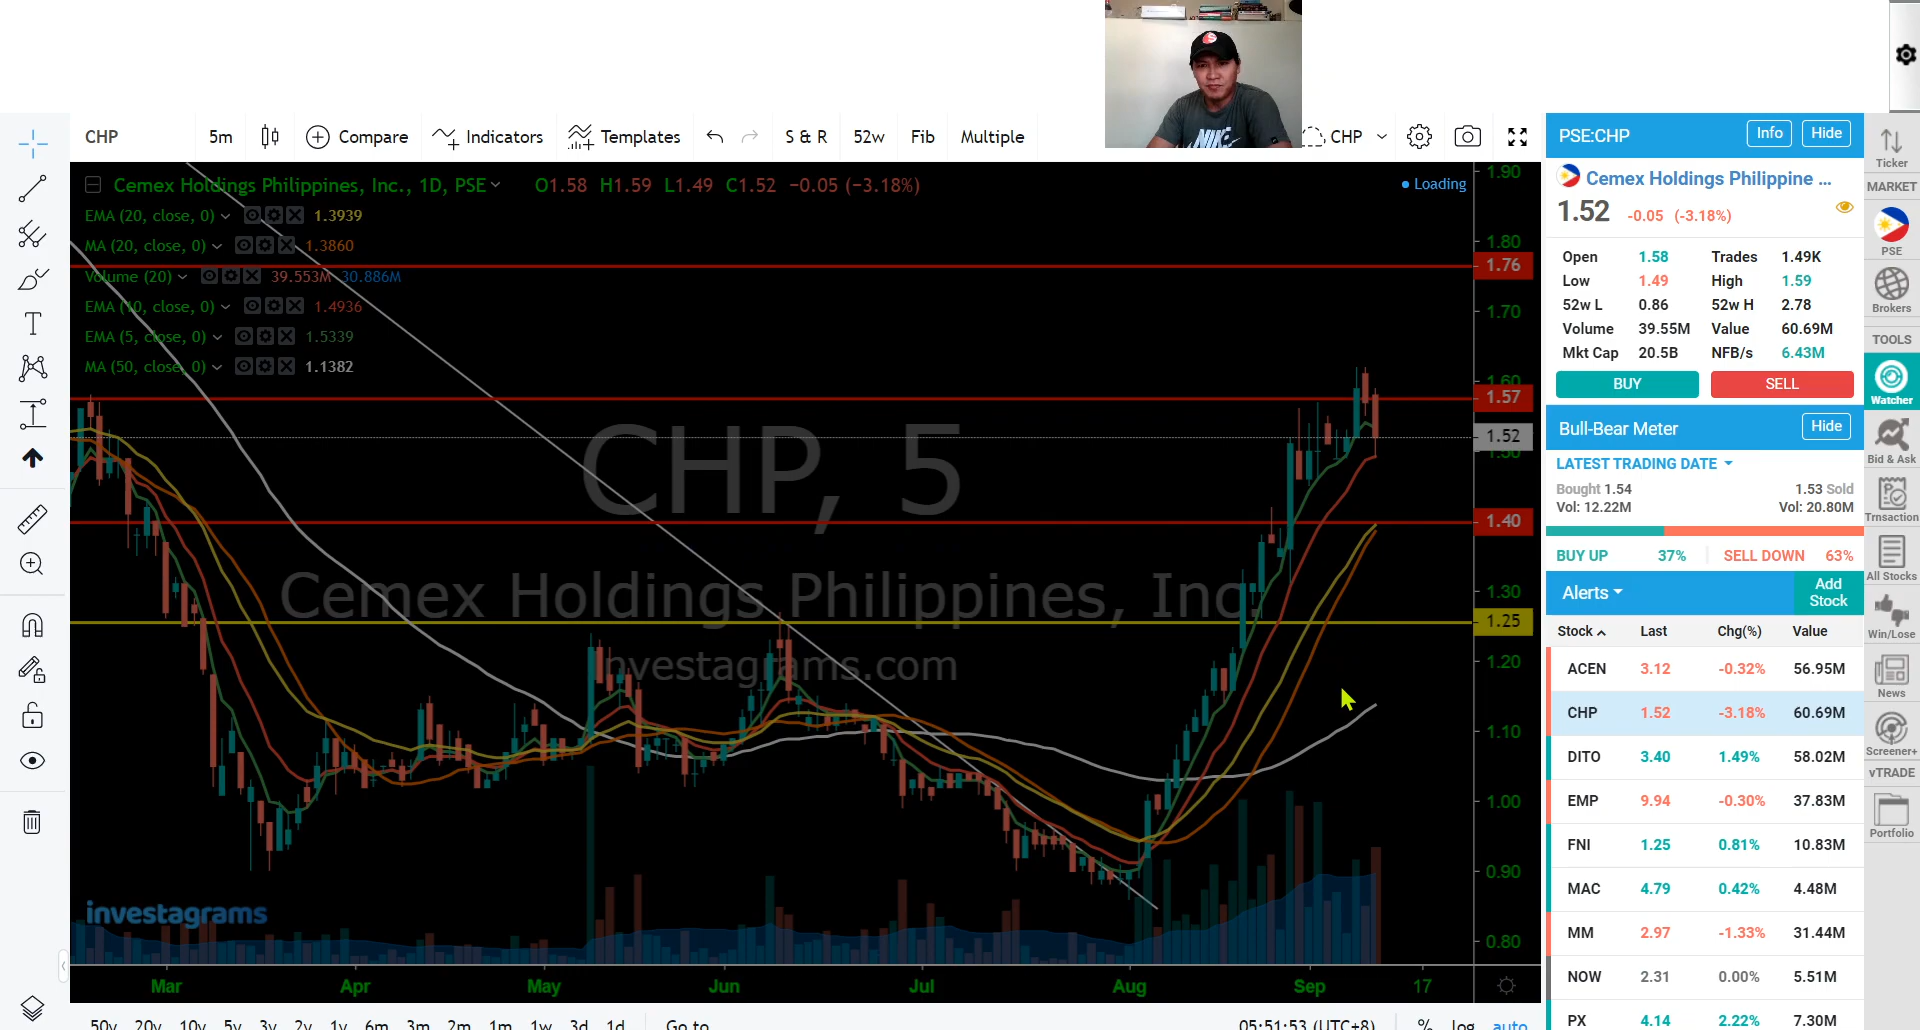 NIKE
CHP
5m
Compare
Indicators
Templates
S & R
52w
Fib
Multiple
CHP
Cemex Holdings Philippines, Inc., 1D, PSE O1.58 H1.59 L1.49 C1.52 −0.05 (−3.18%)
Loading
EMA (20, close, 0) 1.3939
MA (20, close, 0) 1.3860
Volume (20) 39.553M 30.886M
EMA (10, close, 0) 1.4936
EMA (5, close, 0) 1.5339
MA (50, close, 0) 1.1382
CHP, 5
Cemex Holdings Philippines, Inc.
investagrams.com
investagrams
1.90
1.80
1.76
1.70
1.60
1.57
1.52
1.50
1.40
1.30
1.25
1.20
1.10
1.00
0.90
0.80
Mar Apr May Jun Jul Aug Sep 17
50y 20y 10y 5y 3y 2y 1y 6m 3m 2m 1m 1w 3d 1d Go to
05:51:53 (UTC+8) % log auto
PSE:CHP Info Hide
Cemex Holdings Philippine ...
1.52 -0.05 (-3.18%)
Open 1.58 Trades 1.49K
Low 1.49 High 1.59
52w L 0.86 52w H 2.78
Volume 39.55M Value 60.69M
Mkt Cap 20.5B NFB/s 6.43M
BUY SELL
Bull-Bear Meter Hide
LATEST TRADING DATE
Bought 1.54 1.53 Sold
Vol: 12.22M Vol: 20.80M
BUY UP 37% SELL DOWN 63%
Alerts Add Stock
Stock Last Chg(%) Value
ACEN 3.12 -0.32% 56.95M
CHP 1.52 -3.18% 60.69M
DITO 3.40 1.49% 58.02M
EMP 9.94 -0.30% 37.83M
FNI 1.25 0.81% 10.83M
MAC 4.79 0.42% 4.48M
MM 2.97 -1.33% 31.44M
NOW 2.31 0.00% 5.51M
PX 4.14 2.22% 7.30M
Ticker
MARKET
PSE
Brokers
TOOLS
Watcher
Bid & Ask
Trnsaction
All Stocks
Win/Lose
News
Screener+
vTRADE
Portfolio